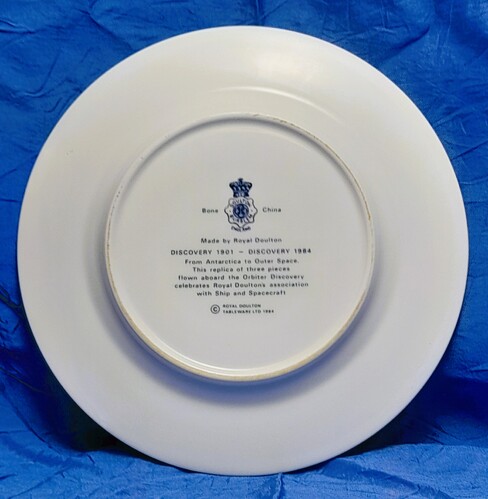 Bone China
ENGLAND
Made by Royal Doulton
DISCOVERY 1901 – DISCOVERY 1984
From Antarctica to Outer Space.
This replica of three pieces
flown aboard the Orbiter Discovery
celebrates Royal Doulton's association
with Ship and Spacecraft
© ROYAL DOULTON
TABLEWARE LTD 1984